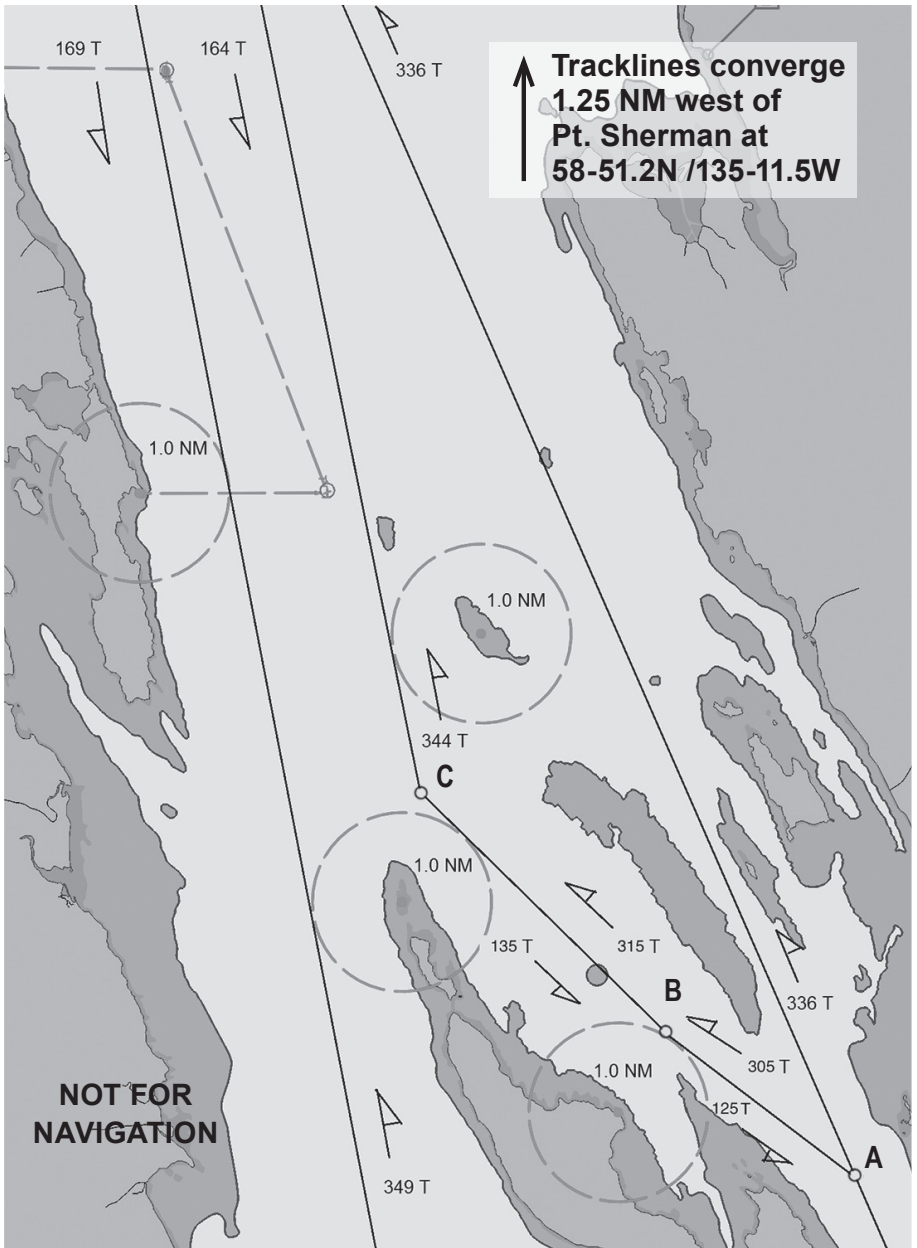 169 T
164 T
336 T
Tracklines converge
1.25 NM west of
Pt. Sherman at
58-51.2N /135-11.5W
1.0 NM
1.0 NM
344 T
C
1.0 NM
135 T
315 T
B
336 T
305 T
1.0 NM
125T
NOT FOR
NAVIGATION
A
349 T